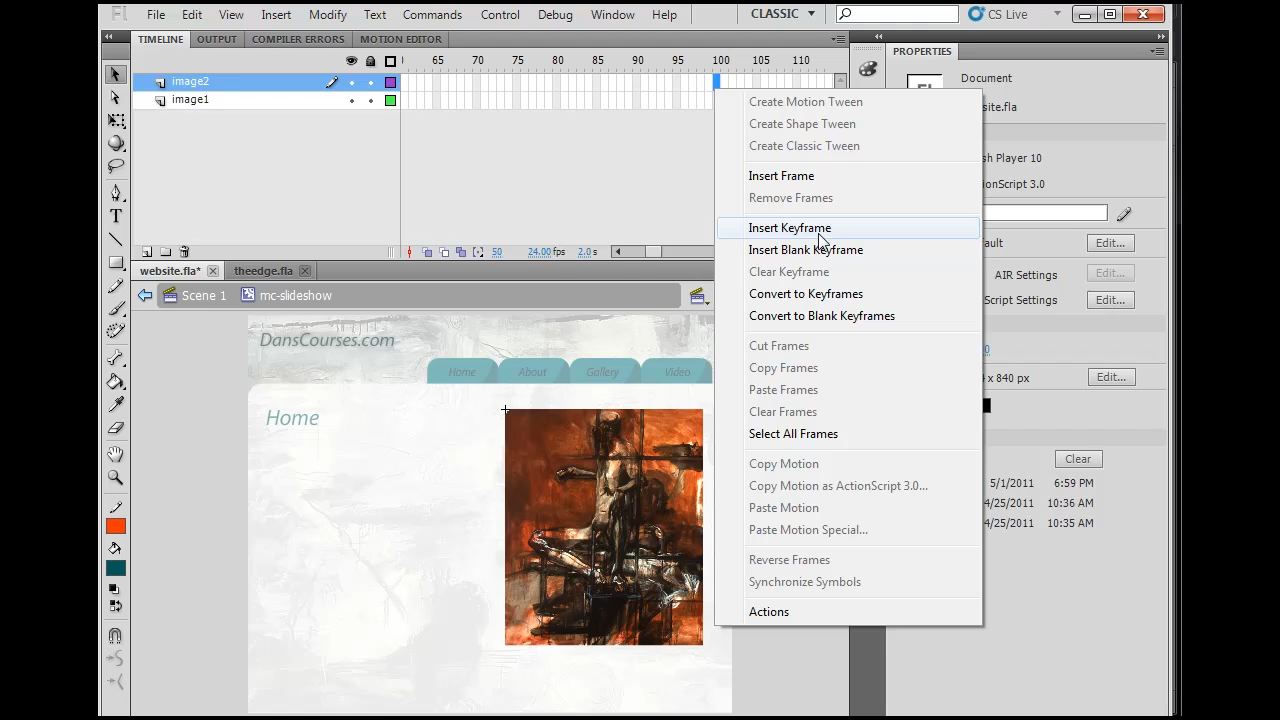 Fl File Edit View Insert Modify Text Commands Control Debug Window Help CLASSIC CS Live
TIMELINE OUTPUT COMPILER ERRORS MOTION EDITOR PROPERTIES
65 70 75 80 85 90 95 100 105 110
image2
image1
Document
site.fla
sh Player 10
ionScript 3.0
Create Motion Tween
Create Shape Tween
Create Classic Tween
Insert Frame
Remove Frames
Insert Keyframe
Insert Blank Keyframe
Clear Keyframe
Convert to Keyframes
Convert to Blank Keyframes
Cut Frames
Copy Frames
Paste Frames
Clear Frames
Select All Frames
Copy Motion
Copy Motion as ActionScript 3.0...
Paste Motion
Paste Motion Special...
Reverse Frames
Synchronize Symbols
Actions
50 24.00 fps 2.0 s
ault Edit...
AIR Settings Edit...
Script Settings Edit...
x 840 px Edit...
Clear
5/1/2011 6:59 PM
4/25/2011 10:36 AM
4/25/2011 10:35 AM
website.fla* theedge.fla
Scene 1 mc-slideshow
DansCourses.com
Home About Gallery Video
Home